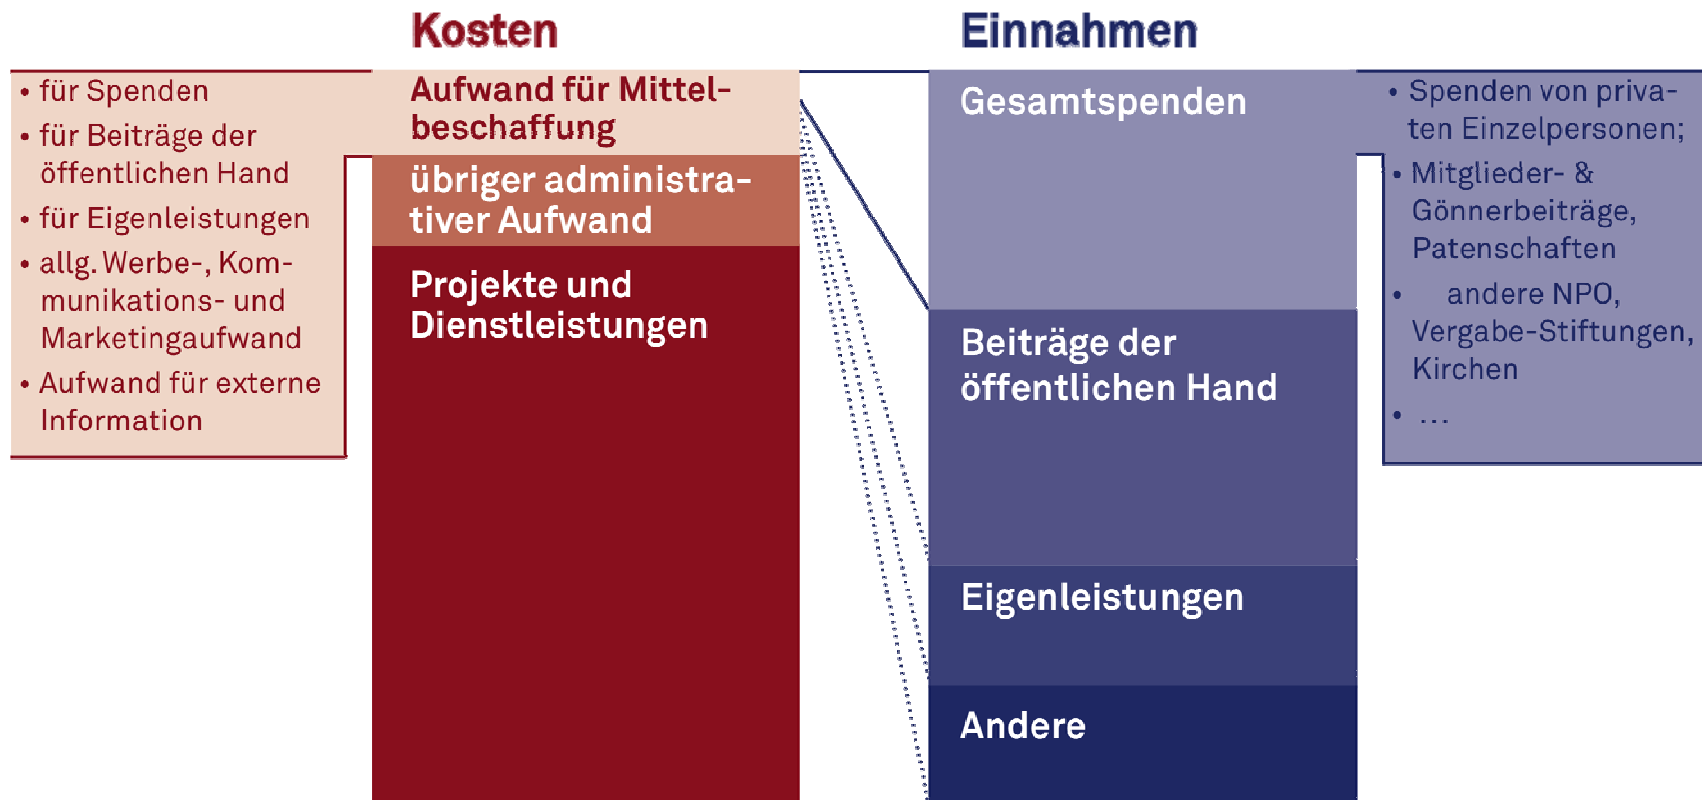 Kosten
Einnahmen
• für Spenden
• für Beiträge der
öffentlichen Hand
• für Eigenleistungen
• allg. Werbe-, Kom-
munikations- und
Marketingaufwand
• Aufwand für externe
Information
Aufwand für Mittel-
beschaffung
übriger administra-
tiver Aufwand
Projekte und
Dienstleistungen
Gesamtspenden
Beiträge der
öffentlichen Hand
Eigenleistungen
Andere
• Spenden von priva-
ten Einzelpersonen;
• Mitglieder- &
Gönnerbeiträge,
Patenschaften
• andere NPO,
Vergabe-Stiftungen,
Kirchen
• ...